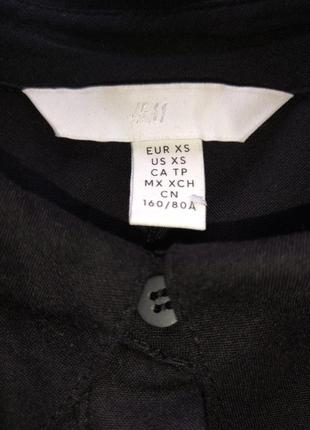 H&M
EUR XS
US XS
CA TP
MX XCH
CN
160/80A